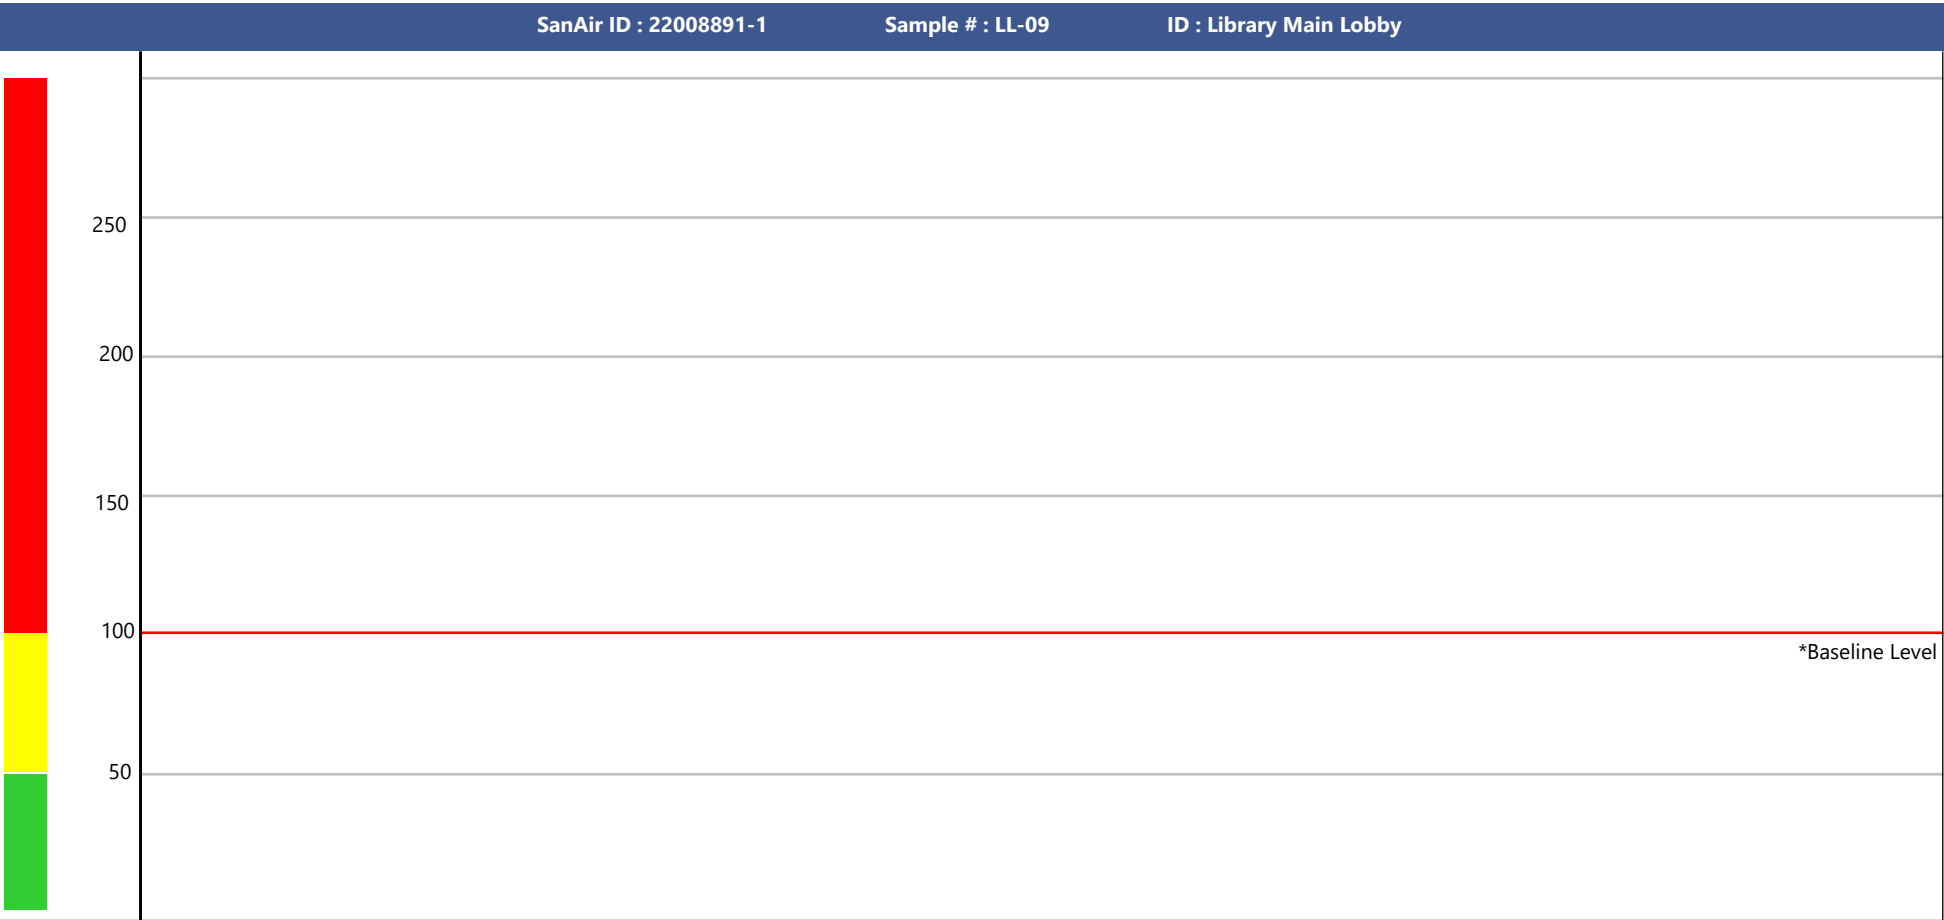 SanAir ID : 22008891-1 Sample # : LL-09 ID : Library Main Lobby
250
200
150
100
*Baseline Level
50